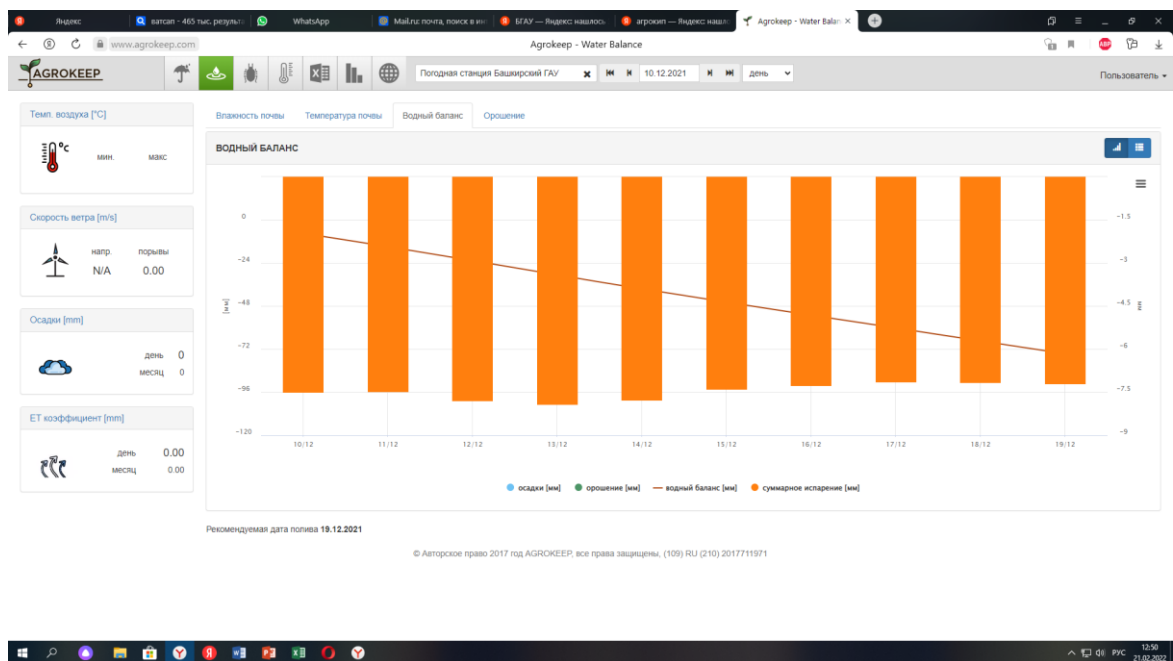 Яндекс
ватсап - 465 тыс. результ
WhatsApp
Mail.ru: почта, поиск в инт
БГАУ — Яндекс: нашлось
агрокип — Яндекс: нашло
Agrokeep - Water Balan
www.agrokeep.com
Agrokeep - Water Balance
ABP
AGROKEEP
Погодная станция Башкирский ГАУ
10.12.2021
день
Пользователь
Темп. воздуха [°C]
°C
мин.
макс
Скорость ветра [m/s]
напр.
порывы
N/A
0.00
Осадки [mm]
день 0
месяц 0
ET коэффициент [mm]
день 0.00
месяц 0.00
Влажность почвы
Температура почвы
Водный баланс
Орошение
ВОДНЫЙ БАЛАНС
0
−24
−48
−72
−96
−120
[мм]
−1.5
−3
−4.5
−6
−7.5
−9
10/12
11/12
12/12
13/12
14/12
15/12
16/12
17/12
18/12
19/12
осадки [мм]
орошение [мм]
водный баланс [мм]
суммарное испарение [мм]
Рекомендуемая дата полива 19.12.2021
© Авторское право 2017 год AGROKEEP, все права защищены, (109) RU (210) 2017711971
РУС
12:50
21.02.2022